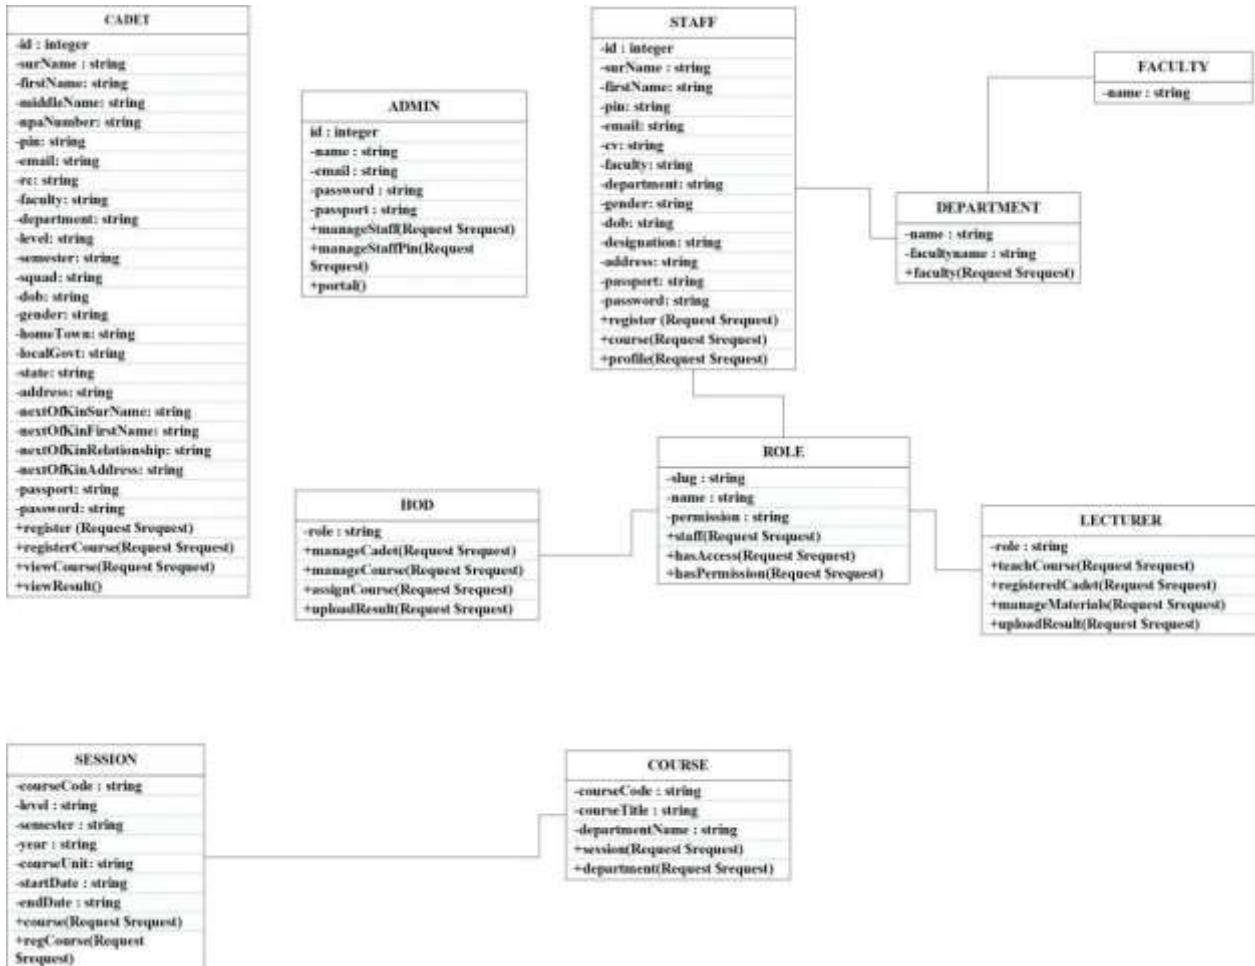 CADET
-id : integer
-surName : string
-firstName: string
-middleName: string
-npaNumber: string
-pin: string
-email: string
-rc: string
-faculty: string
-department: string
-level: string
-semester: string
-squad: string
-dob: string
-gender: string
-homeTown: string
-localGovt: string
-state: string
-address: string
-nextOfKinSurName: string
-nextOfKinFirstName: string
-nextOfKinRelationship: string
-nextOfKinAddress: string
-passport: string
-password: string
+register (Request $request)
+registerCourse(Request $request)
+viewCourse(Request $request)
+viewResult()
ADMIN
id : integer
-name : string
-email : string
-password : string
-passport : string
+manageStaff(Request $request)
+manageStaffPin(Request
$request)
+portal()
STAFF
-id : integer
-surName : string
-firstName: string
-pin: string
-email: string
-cv: string
-faculty: string
-department: string
-gender: string
-dob: string
-designation: string
-address: string
-passport: string
-password: string
+register (Request $request)
+course(Request $request)
+profile(Request $request)
FACULTY
-name : string
DEPARTMENT
-name : string
-facultyname : string
+faculty(Request $request)
HOD
-role : string
+manageCadet(Request $request)
+manageCourse(Request $request)
+assignCourse(Request $request)
+uploadResult(Request $request)
ROLE
-slug : string
-name : string
-permission : string
+staff(Request $request)
+hasAccess(Request $request)
+hasPermission(Request $request)
LECTURER
-role : string
+teachCourse(Request $request)
+registeredCadet(Request $request)
+manageMaterials(Request $request)
+uploadResult(Request $request)
SESSION
-courseCode : string
-level : string
-semester : string
-year : string
-courseUnit: string
-startDate : string
-endDate : string
+course(Request $request)
+regCourse(Request
$request)
COURSE
-courseCode : string
-courseTitle : string
-departmentName : string
+session(Request $request)
+department(Request $request)